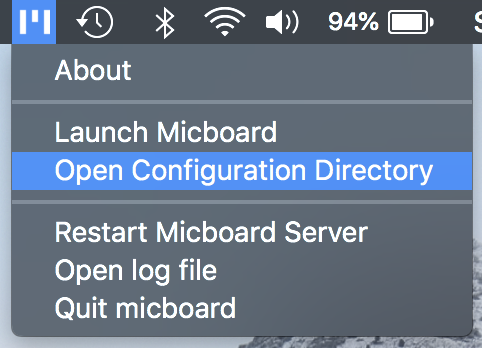 94%
About
Launch Micboard
Open Configuration Directory
Restart Micboard Server
Open log file
Quit micboard